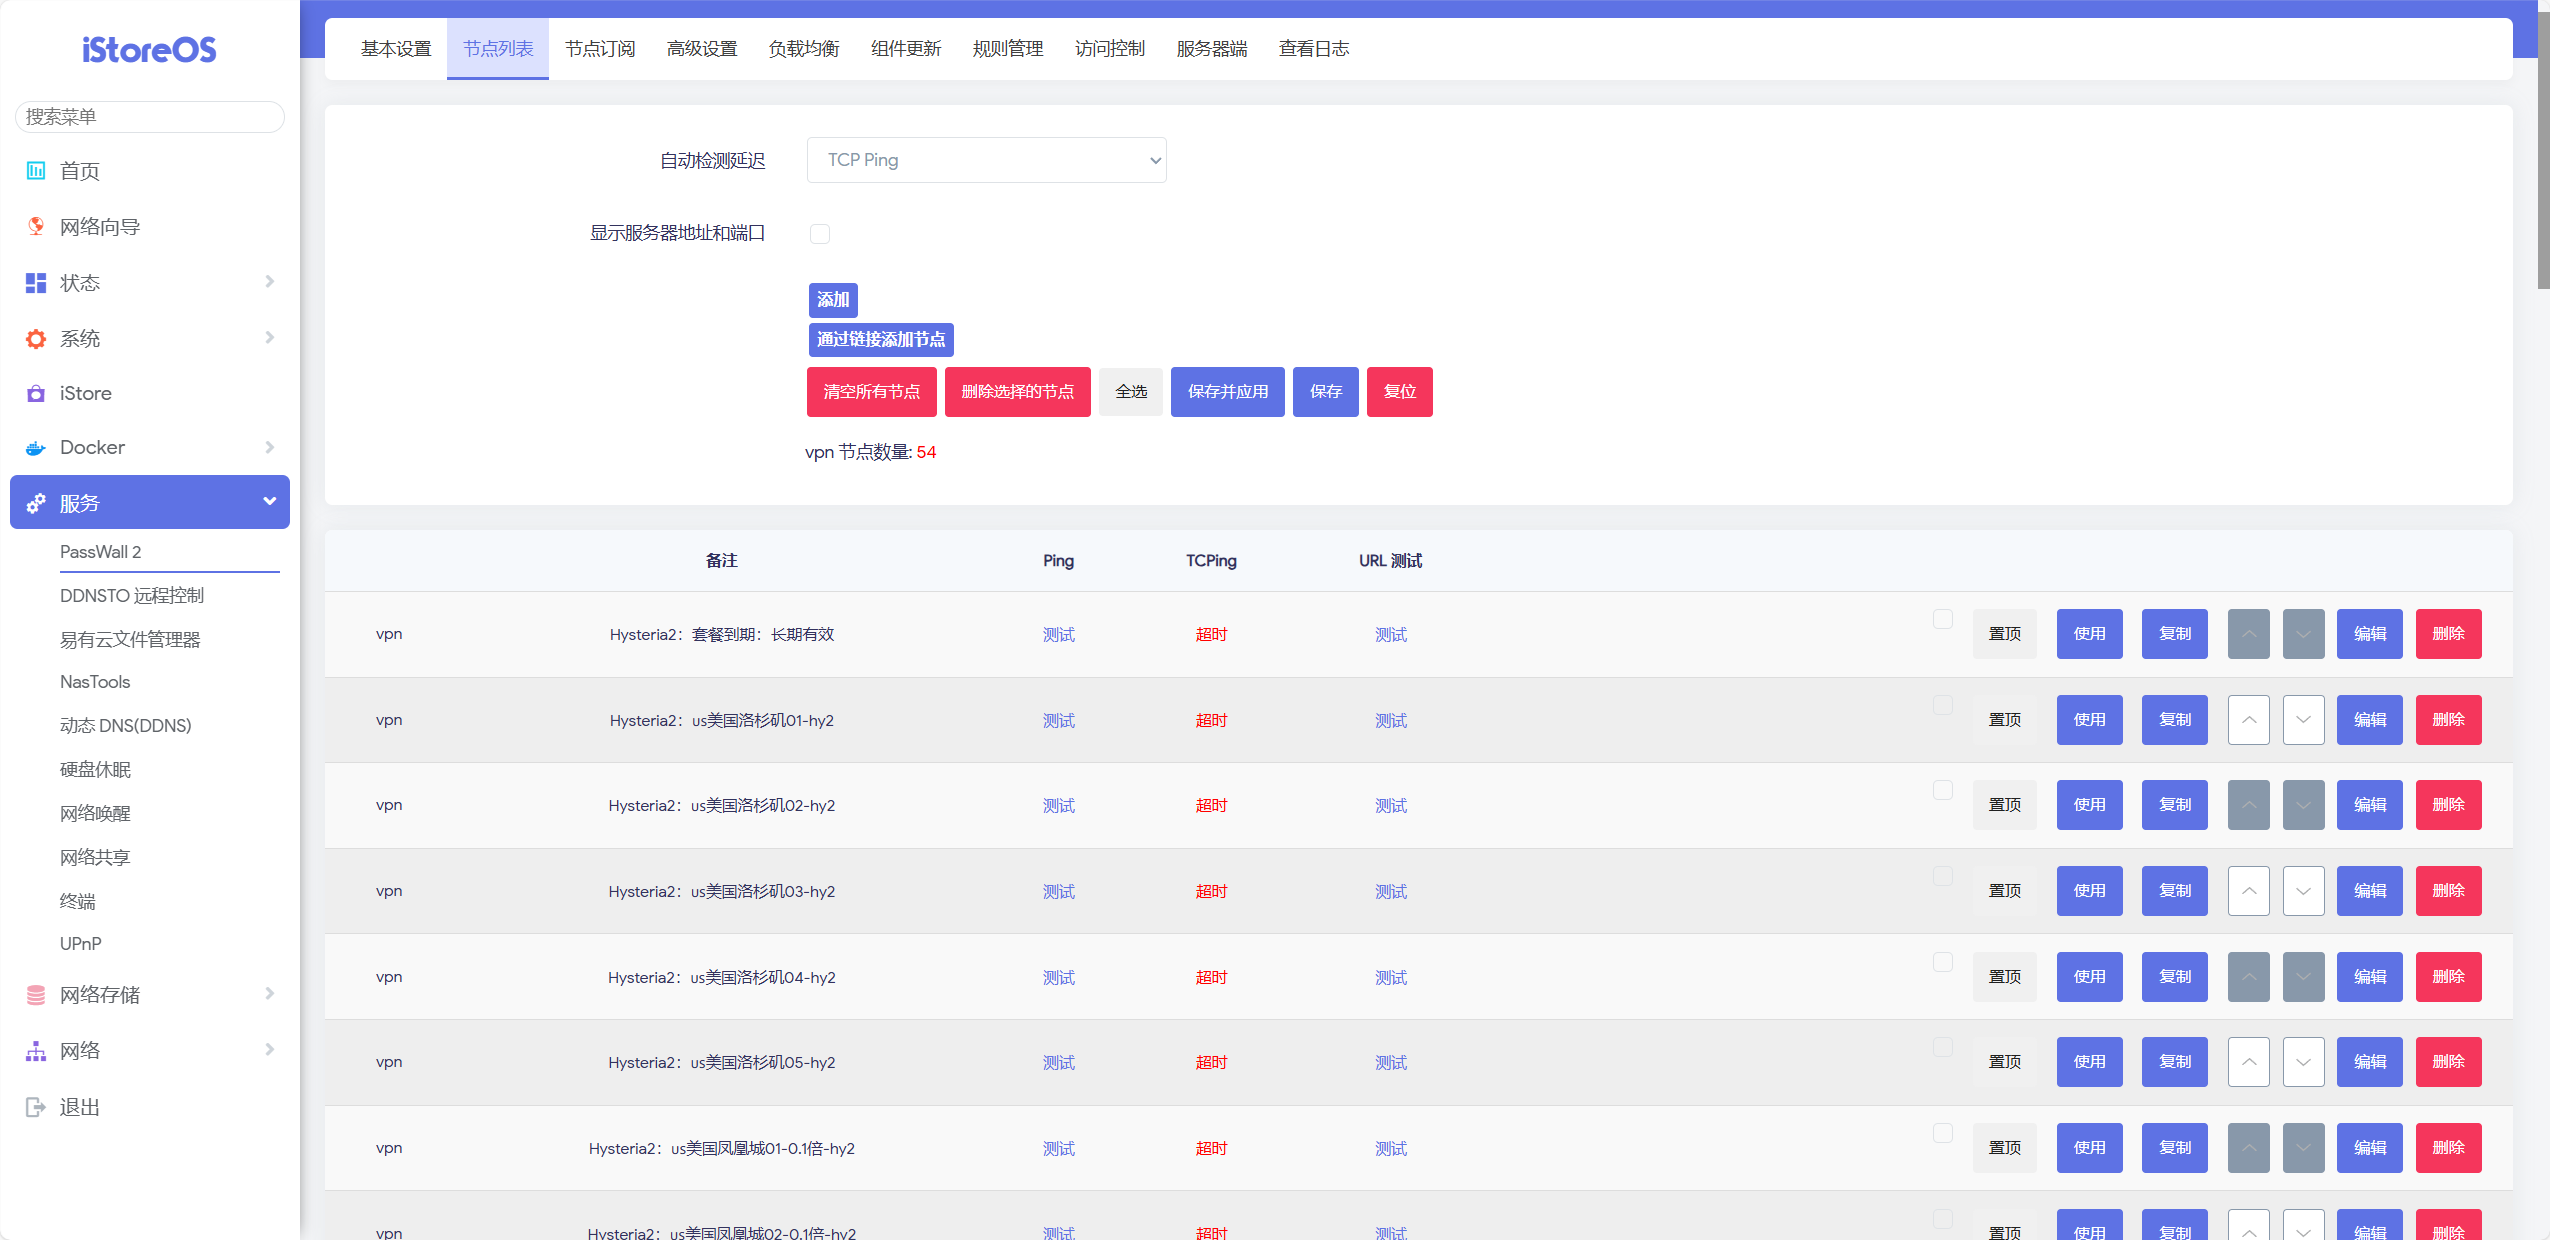 iStoreOS
搜索菜单
首页
网络向导
状态
系统
iStore
Docker
服务
PassWall 2
DDNSTO 远程控制
易有云文件管理器
NasTools
动态 DNS(DDNS)
硬盘休眠
网络唤醒
网络共享
终端
UPnP
网络存储
网络
退出
基本设置 节点列表 节点订阅 高级设置 负载均衡 组件更新 规则管理 访问控制 服务器端 查看日志
自动检测延迟 TCP Ping
显示服务器地址和端口
添加
通过链接添加节点
清空所有节点 删除选择的节点 全选 保存并应用 保存 复位
vpn 节点数量: 54
备注 Ping TCPing URL 测试
vpn Hysteria2：套餐到期：长期有效 测试 超时 测试 置顶 使用 复制 编辑 删除
vpn Hysteria2：us美国洛杉矶01-hy2 测试 超时 测试 置顶 使用 复制 编辑 删除
vpn Hysteria2：us美国洛杉矶02-hy2 测试 超时 测试 置顶 使用 复制 编辑 删除
vpn Hysteria2：us美国洛杉矶03-hy2 测试 超时 测试 置顶 使用 复制 编辑 删除
vpn Hysteria2：us美国洛杉矶04-hy2 测试 超时 测试 置顶 使用 复制 编辑 删除
vpn Hysteria2：us美国洛杉矶05-hy2 测试 超时 测试 置顶 使用 复制 编辑 删除
vpn Hysteria2：us美国凤凰城01-0.1倍-hy2 测试 超时 测试 置顶 使用 复制 编辑 删除
vpn Hysteria2：us美国凤凰城02-0.1倍-hy2 测试 超时 测试 置顶 使用 复制 编辑 删除